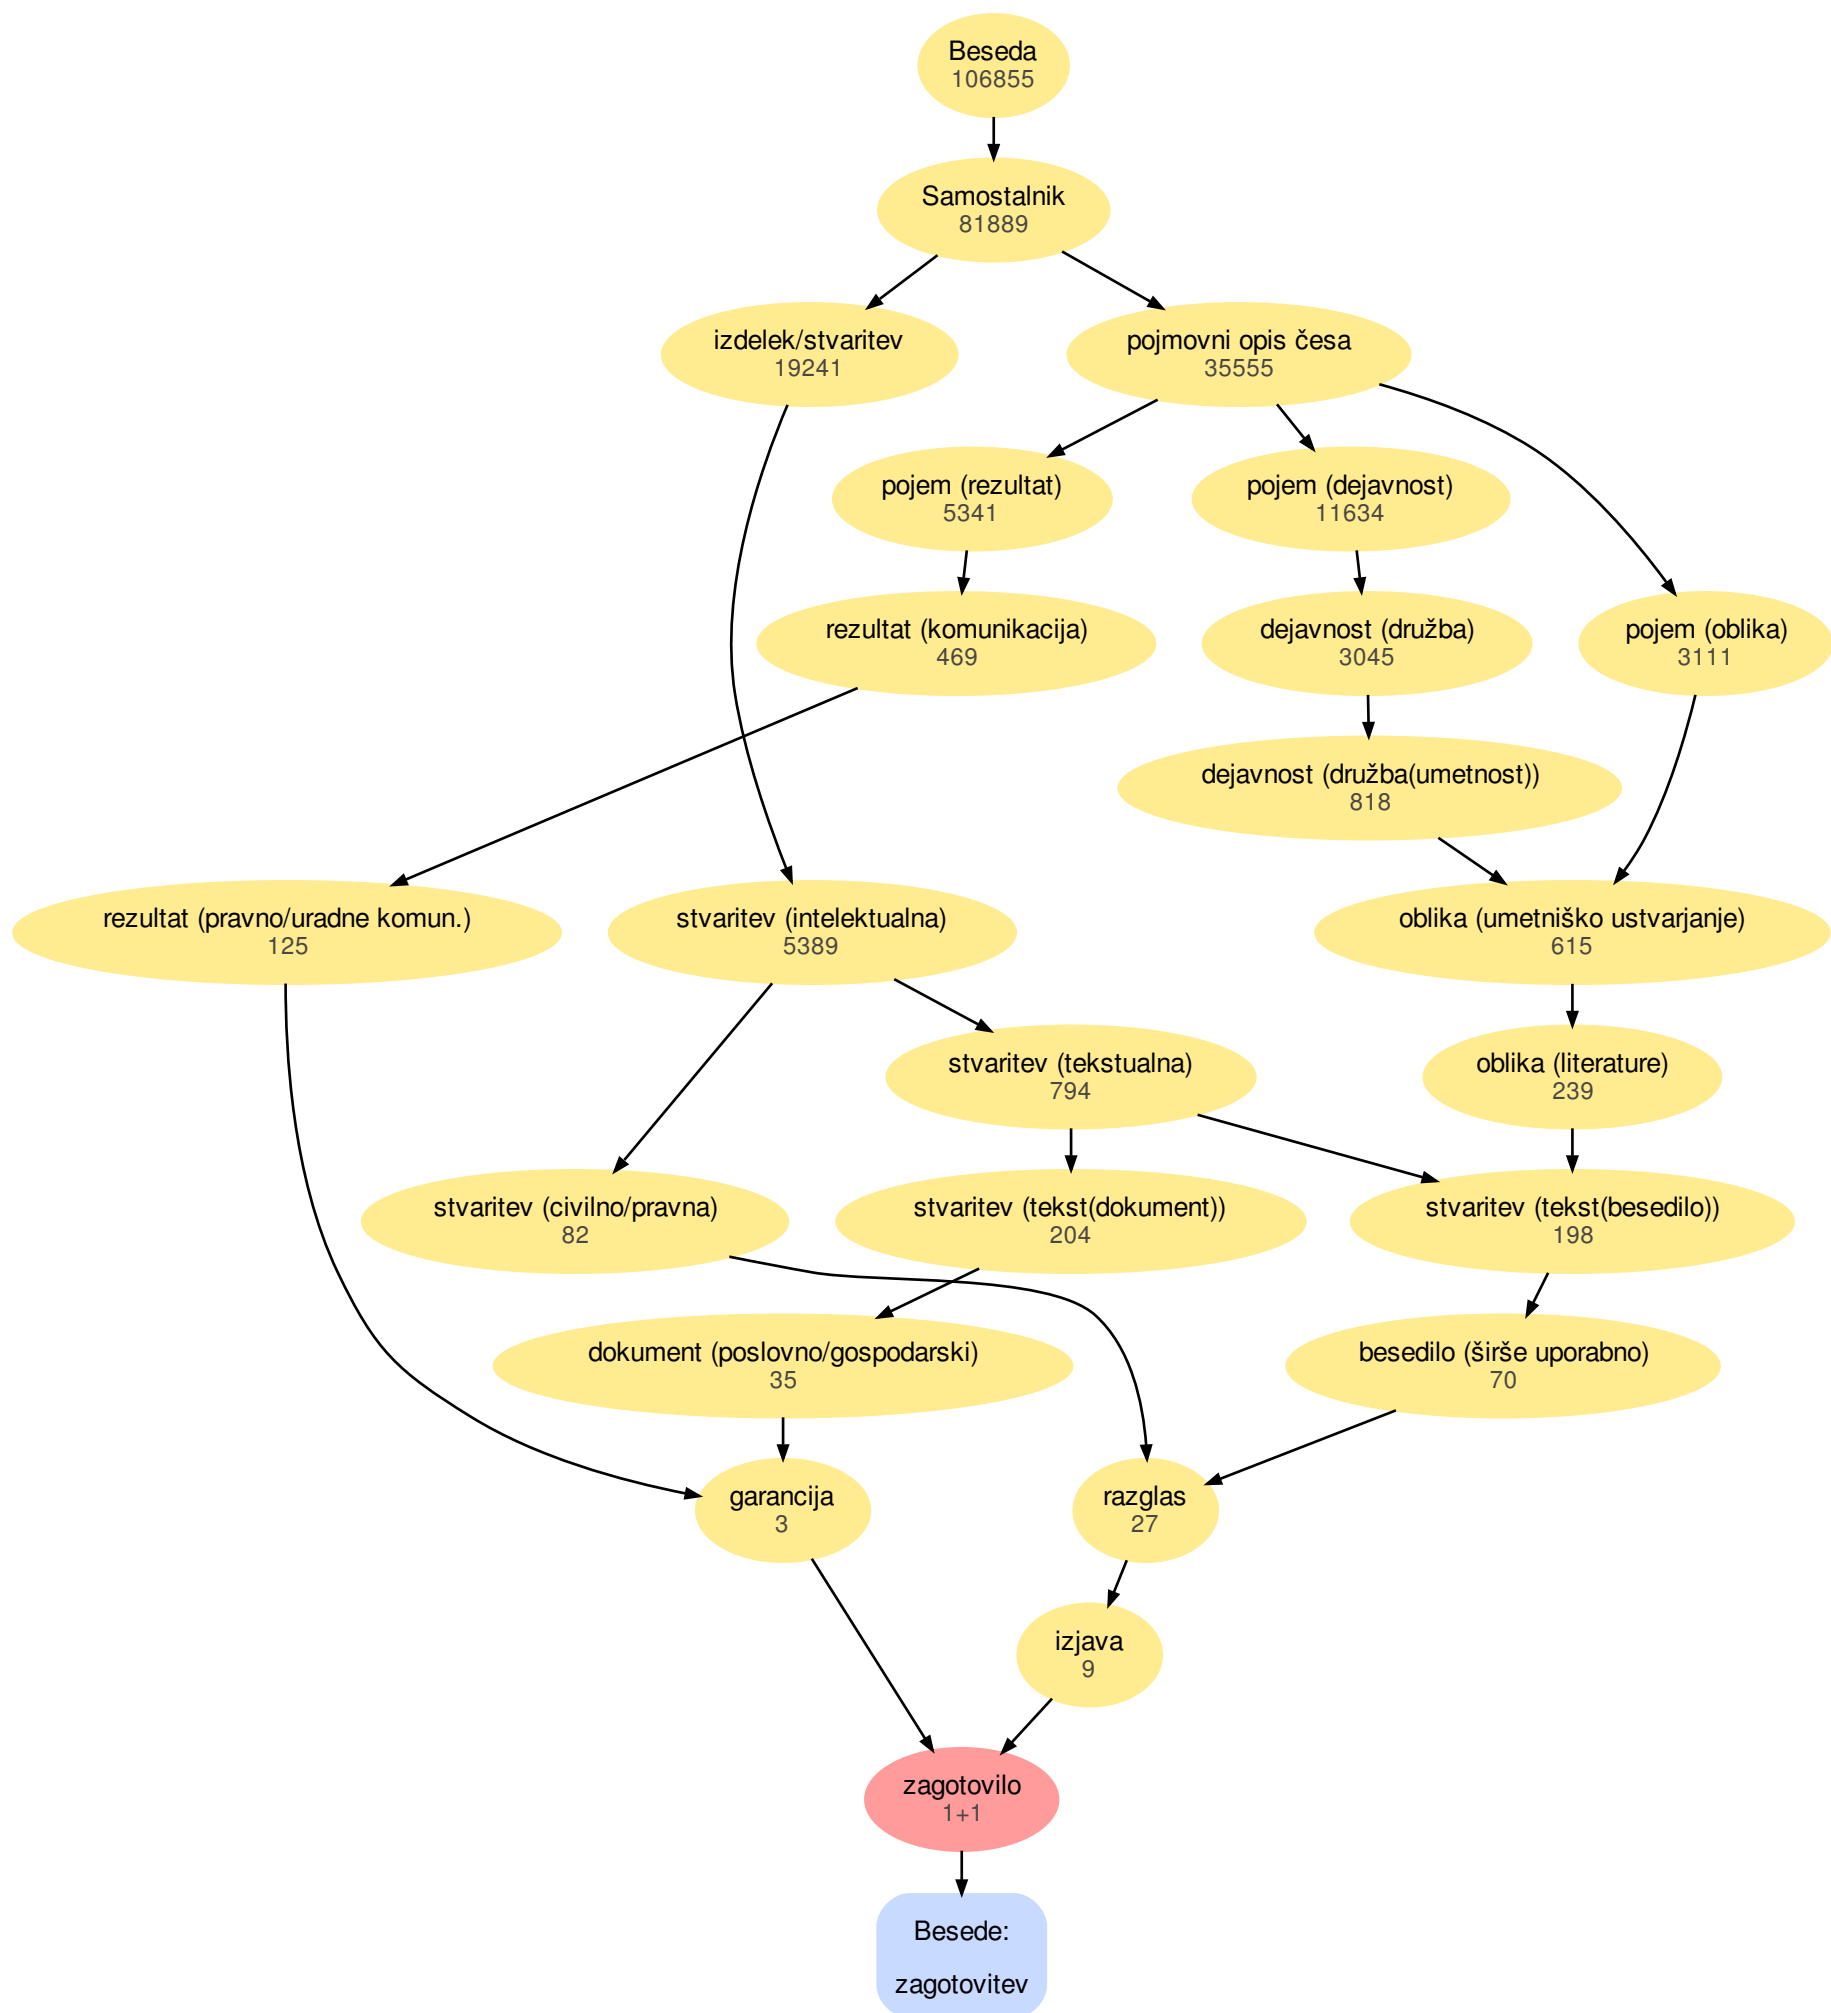 Beseda
106855
Samostalnik
81889
izdelek/stvaritev
19241
pojmovni opis česa
35555
pojem (rezultat)
5341
pojem (dejavnost)
11634
rezultat (komunikacija)
469
dejavnost (družba)
3045
pojem (oblika)
3111
dejavnost (družba(umetnost))
818
rezultat (pravno/uradne komun.)
125
stvaritev (intelektualna)
5389
oblika (umetniško ustvarjanje)
615
stvaritev (tekstualna)
794
oblika (literature)
239
stvaritev (civilno/pravna)
82
stvaritev (tekst(dokument))
204
stvaritev (tekst(besedilo))
198
dokument (poslovno/gospodarski)
35
besedilo (širše uporabno)
70
garancija
3
razglas
27
izjava
9
zagotovilo
1+1
Besede:
zagotovitev